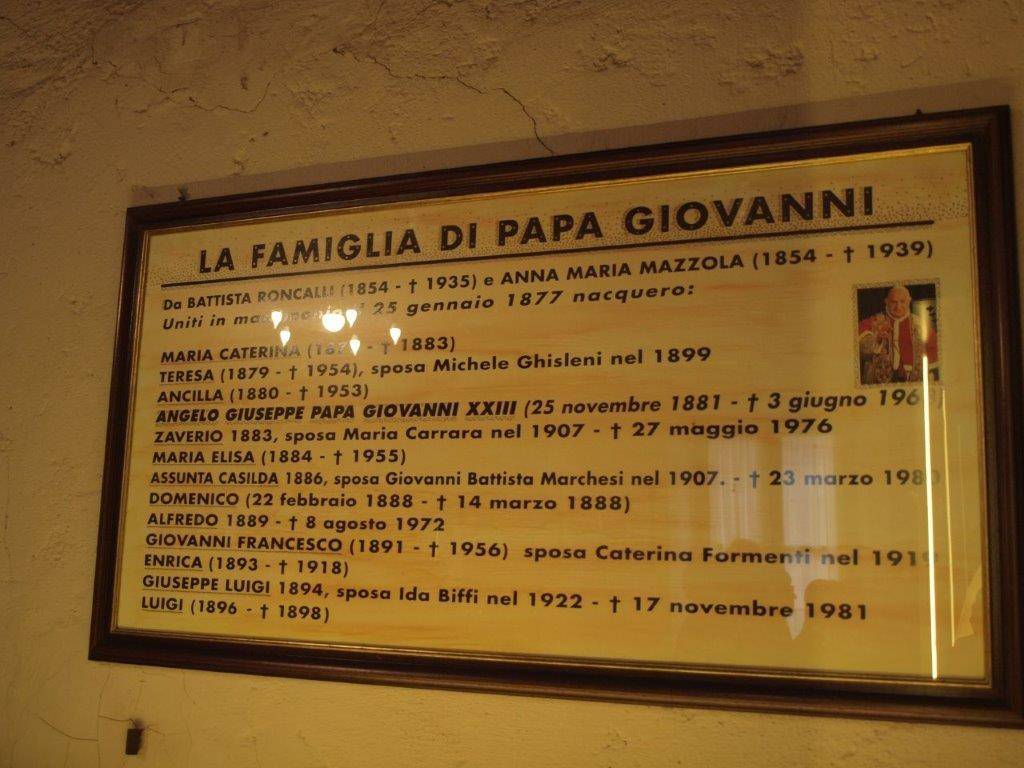 LA FAMIGLIA DI PAPA GIOVANNI
Da BATTISTA RONCALLI (1854 - † 1935) e ANNA MARIA MAZZOLA (1854 - † 1939)
Uniti in 25 gennaio 1877 nacquero:
MARIA CATERINA - † 1883)
TERESA (1879 - † 1954), sposa Michele Ghisleni nel 1899
ANCILLA (1880 - † 1953)
ANGELO GIUSEPPE PAPA GIOVANNI XXIII (25 novembre 1881 - † 3 giugno 1963)
ZAVERIO 1883, sposa Maria Carrara nel 1907 - † 27 maggio 1976
MARIA ELISA (1884 - † 1955)
ASSUNTA CASILDA 1886, sposa Giovanni Battista Marchesi nel 1907. - † 23 marzo 1980
DOMENICO (22 febbraio 1888 - † 14 marzo 1888)
ALFREDO 1889 - † 8 agosto 1972
GIOVANNI FRANCESCO (1891 - † 1956) sposa Caterina Formenti nel 1919
ENRICA (1893 - † 1918)
GIUSEPPE LUIGI 1894, sposa Ida Biffi nel 1922 - † 17 novembre 1981
LUIGI (1896 - † 1898)